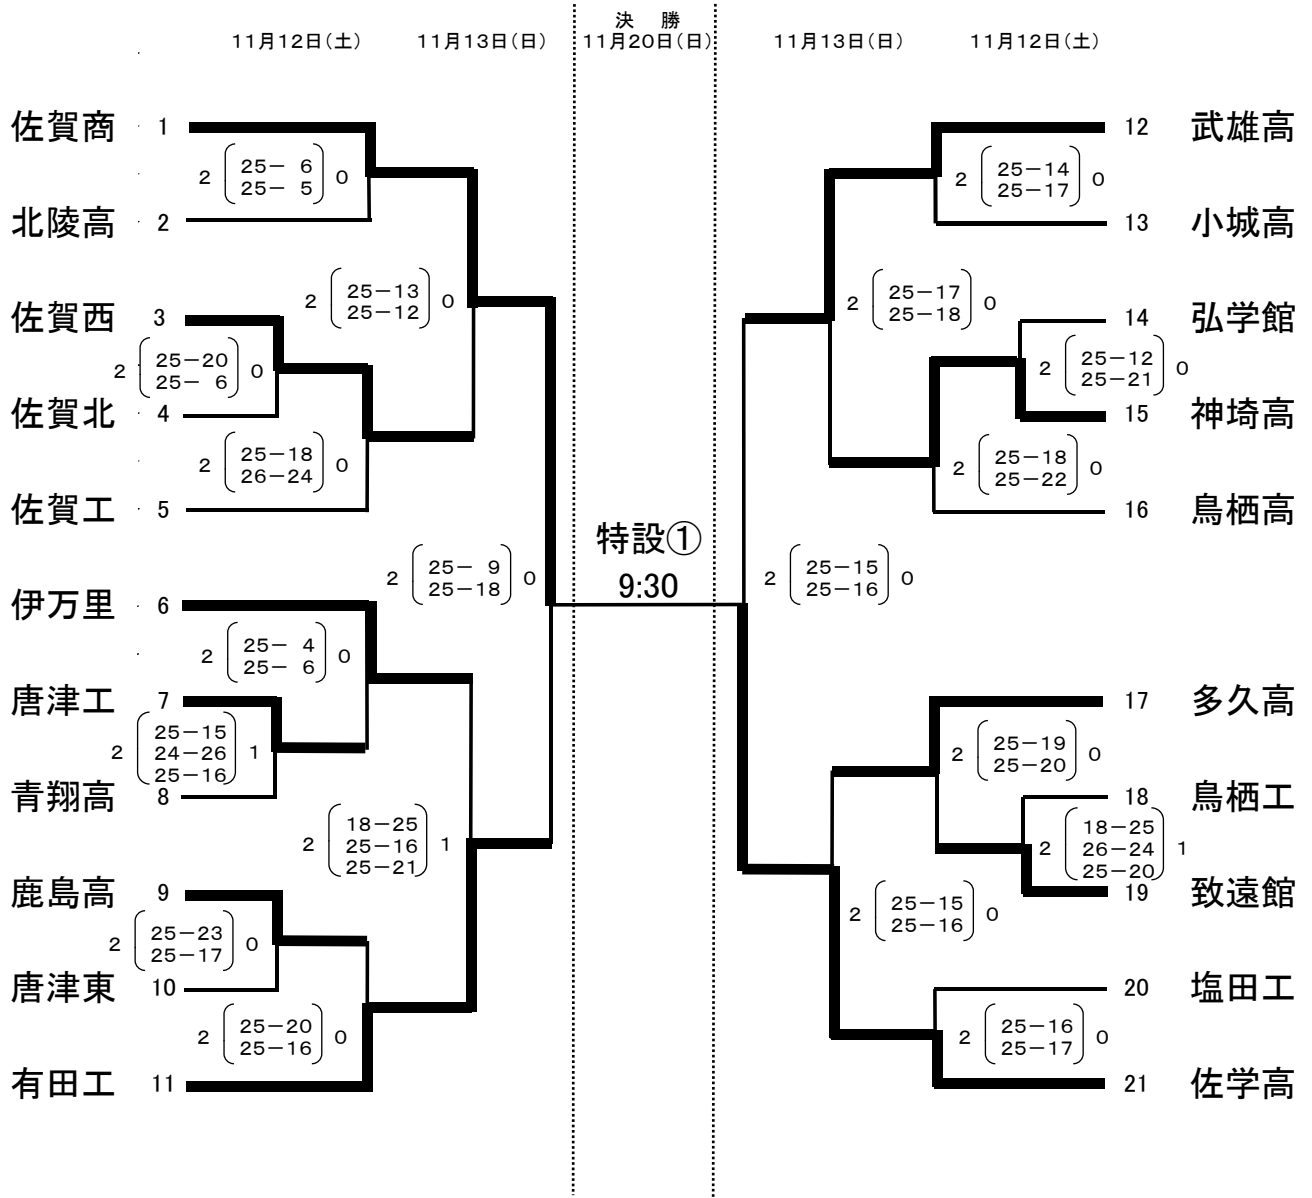 決　勝
11月12日(土)
11月13日(日)
11月20日(日)
11月13日(日)
11月12日(土)
佐賀商 1
2 25－ 6 0
25－ 5
北陵高 2
2 25－13 0
25－12
佐賀西 3
2 25－20 0
25－ 6
佐賀北 4
2 25－18 0
26－24
佐賀工 5
2 25－ 9 0
25－18
伊万里 6
2 25－ 4 0
25－ 6
唐津工 7
25－15
2 24－26 1
25－16
青翔高 8
18－25
2 25－16 1
25－21
鹿島高 9
2 25－23 0
25－17
唐津東 10
2 25－20 0
25－16
有田工 11
特設①
9:30
12 武雄高
2 25－14 0
25－17
13 小城高
2 25－17 0
25－18
14 弘学館
2 25－12 0
25－21
15 神埼高
2 25－18 0
25－22
16 鳥栖高
2 25－15 0
25－16
17 多久高
2 25－19 0
25－20
18 鳥栖工
18－25
2 26－24 1
25－20
19 致遠館
2 25－15 0
25－16
20 塩田工
2 25－16 0
25－17
21 佐学高